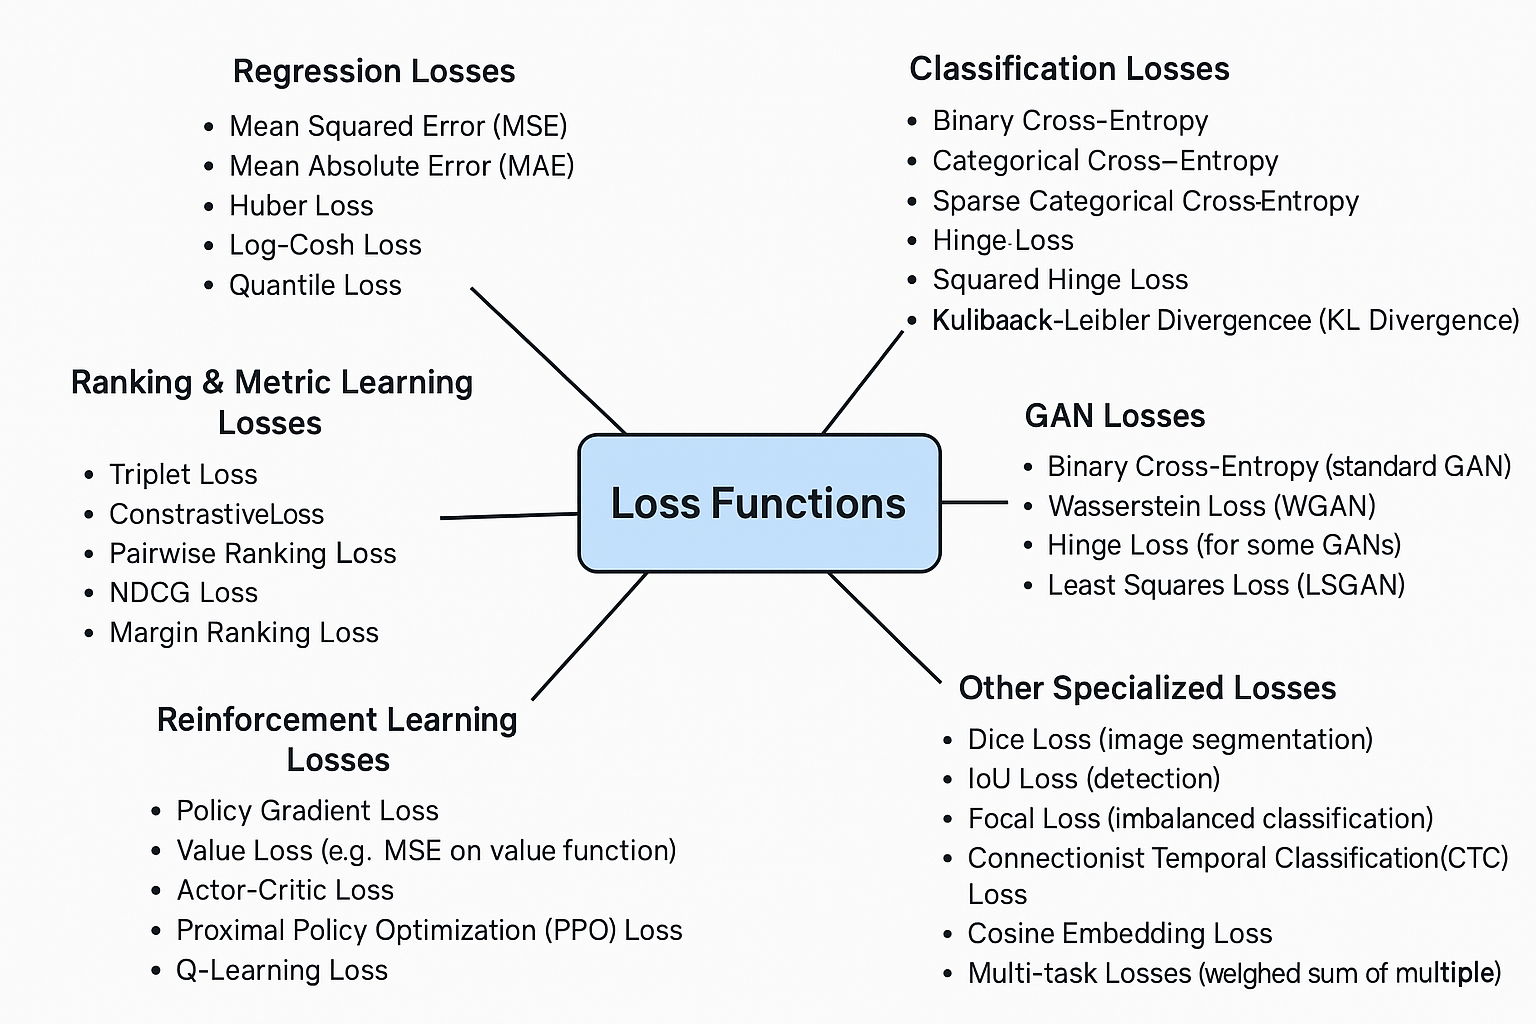 Regression Losses
• Mean Squared Error (MSE)
• Mean Absolute Error (MAE)
• Huber Loss
• Log-Cosh Loss
• Quantile Loss
Classification Losses
• Binary Cross-Entropy
• Categorical Cross–Entropy
• Sparse Categorical Cross-Entropy
• Hinge-Loss
• Squared Hinge Loss
• Kulibaack-Leibler Divergencee (KL Divergence)
Ranking & Metric Learning
Losses
• Triplet Loss
• ConstrastiveLoss
• Pairwise Ranking Loss
• NDCG Loss
• Margin Ranking Loss
Loss Functions
GAN Losses
• Binary Cross-Entropy (standard GAN)
• Wasserstein Loss (WGAN)
• Hinge Loss (for some GANs)
• Least Squares Loss (LSGAN)
Reinforcement Learning
Losses
• Policy Gradient Loss
• Value Loss (e.g. MSE on value function)
• Actor-Critic Loss
• Proximal Policy Optimization (PPO) Loss
• Q-Learning Loss
Other Specialized Losses
• Dice Loss (image segmentation)
• IoU Loss (detection)
• Focal Loss (imbalanced classification)
• Connectionist Temporal Classification(CTC)
Loss
• Cosine Embedding Loss
• Multi-task Losses (welghed sum of multiple)